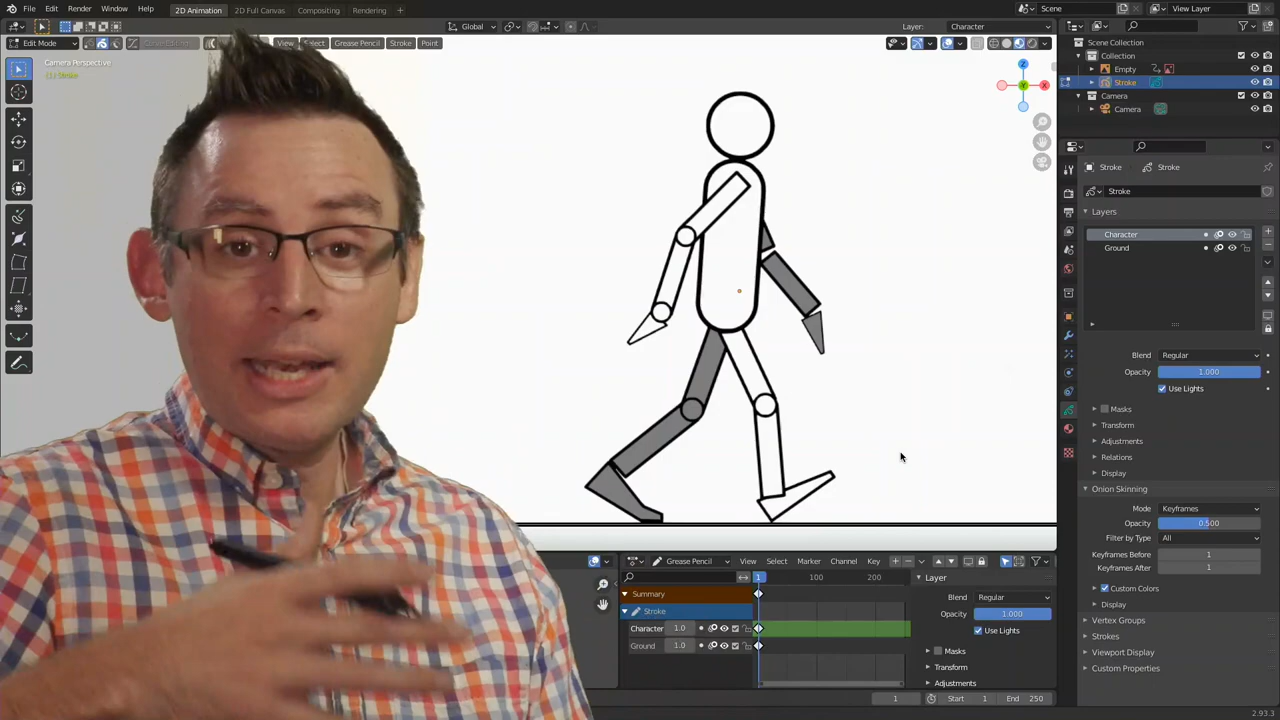 File Edit Render Window Help 2D Animation 2D Full Canvas Compositing Rendering + Scene View Layer
Global Layer: Character
Edit Mode View Select Grease Pencil Stroke Point
Camera Perspective
(1) Stroke
Z
X
Y
Scene Collection
Collection
Empty
Stroke
Camera
Camera
Stroke Stroke
Stroke
Layers
Character
Ground
Blend Regular
Opacity 1.000
Use Lights
Masks
Transform
Adjustments
Relations
Display
Onion Skinning
Mode Keyframes
Opacity 0.500
Filter by Type All
Keyframes Before 1
Keyframes After 1
Custom Colors
Display
Vertex Groups
Strokes
Viewport Display
Custom Properties
Grease Pencil View Select Marker Channel Key
1 100 200
Summary
Stroke
Character 1.0
Ground 1.0
Layer
Blend Regular
Opacity 1.000
Use Lights
Masks
Transform
Adjustments
1 Start 1 End 250
2.93.3